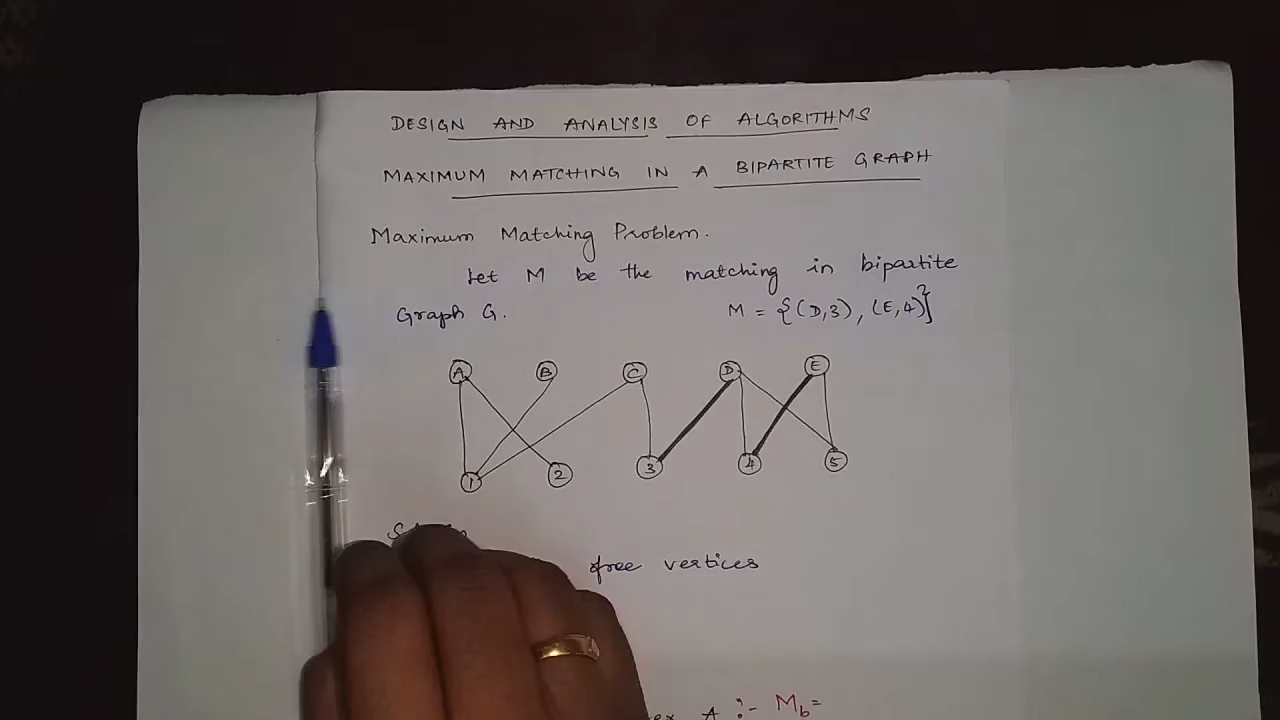 DESIGN AND ANALYSIS OF ALGORITHMS
MAXIMUM MATCHING IN A BIPARTITE GRAPH
Maximum Matching Problem.
Let M be the matching in bipartite
Graph G. M = {(D,3), (E,4)}
A B C D E
1 2 3 4 5
free vertices
A :- Mb=